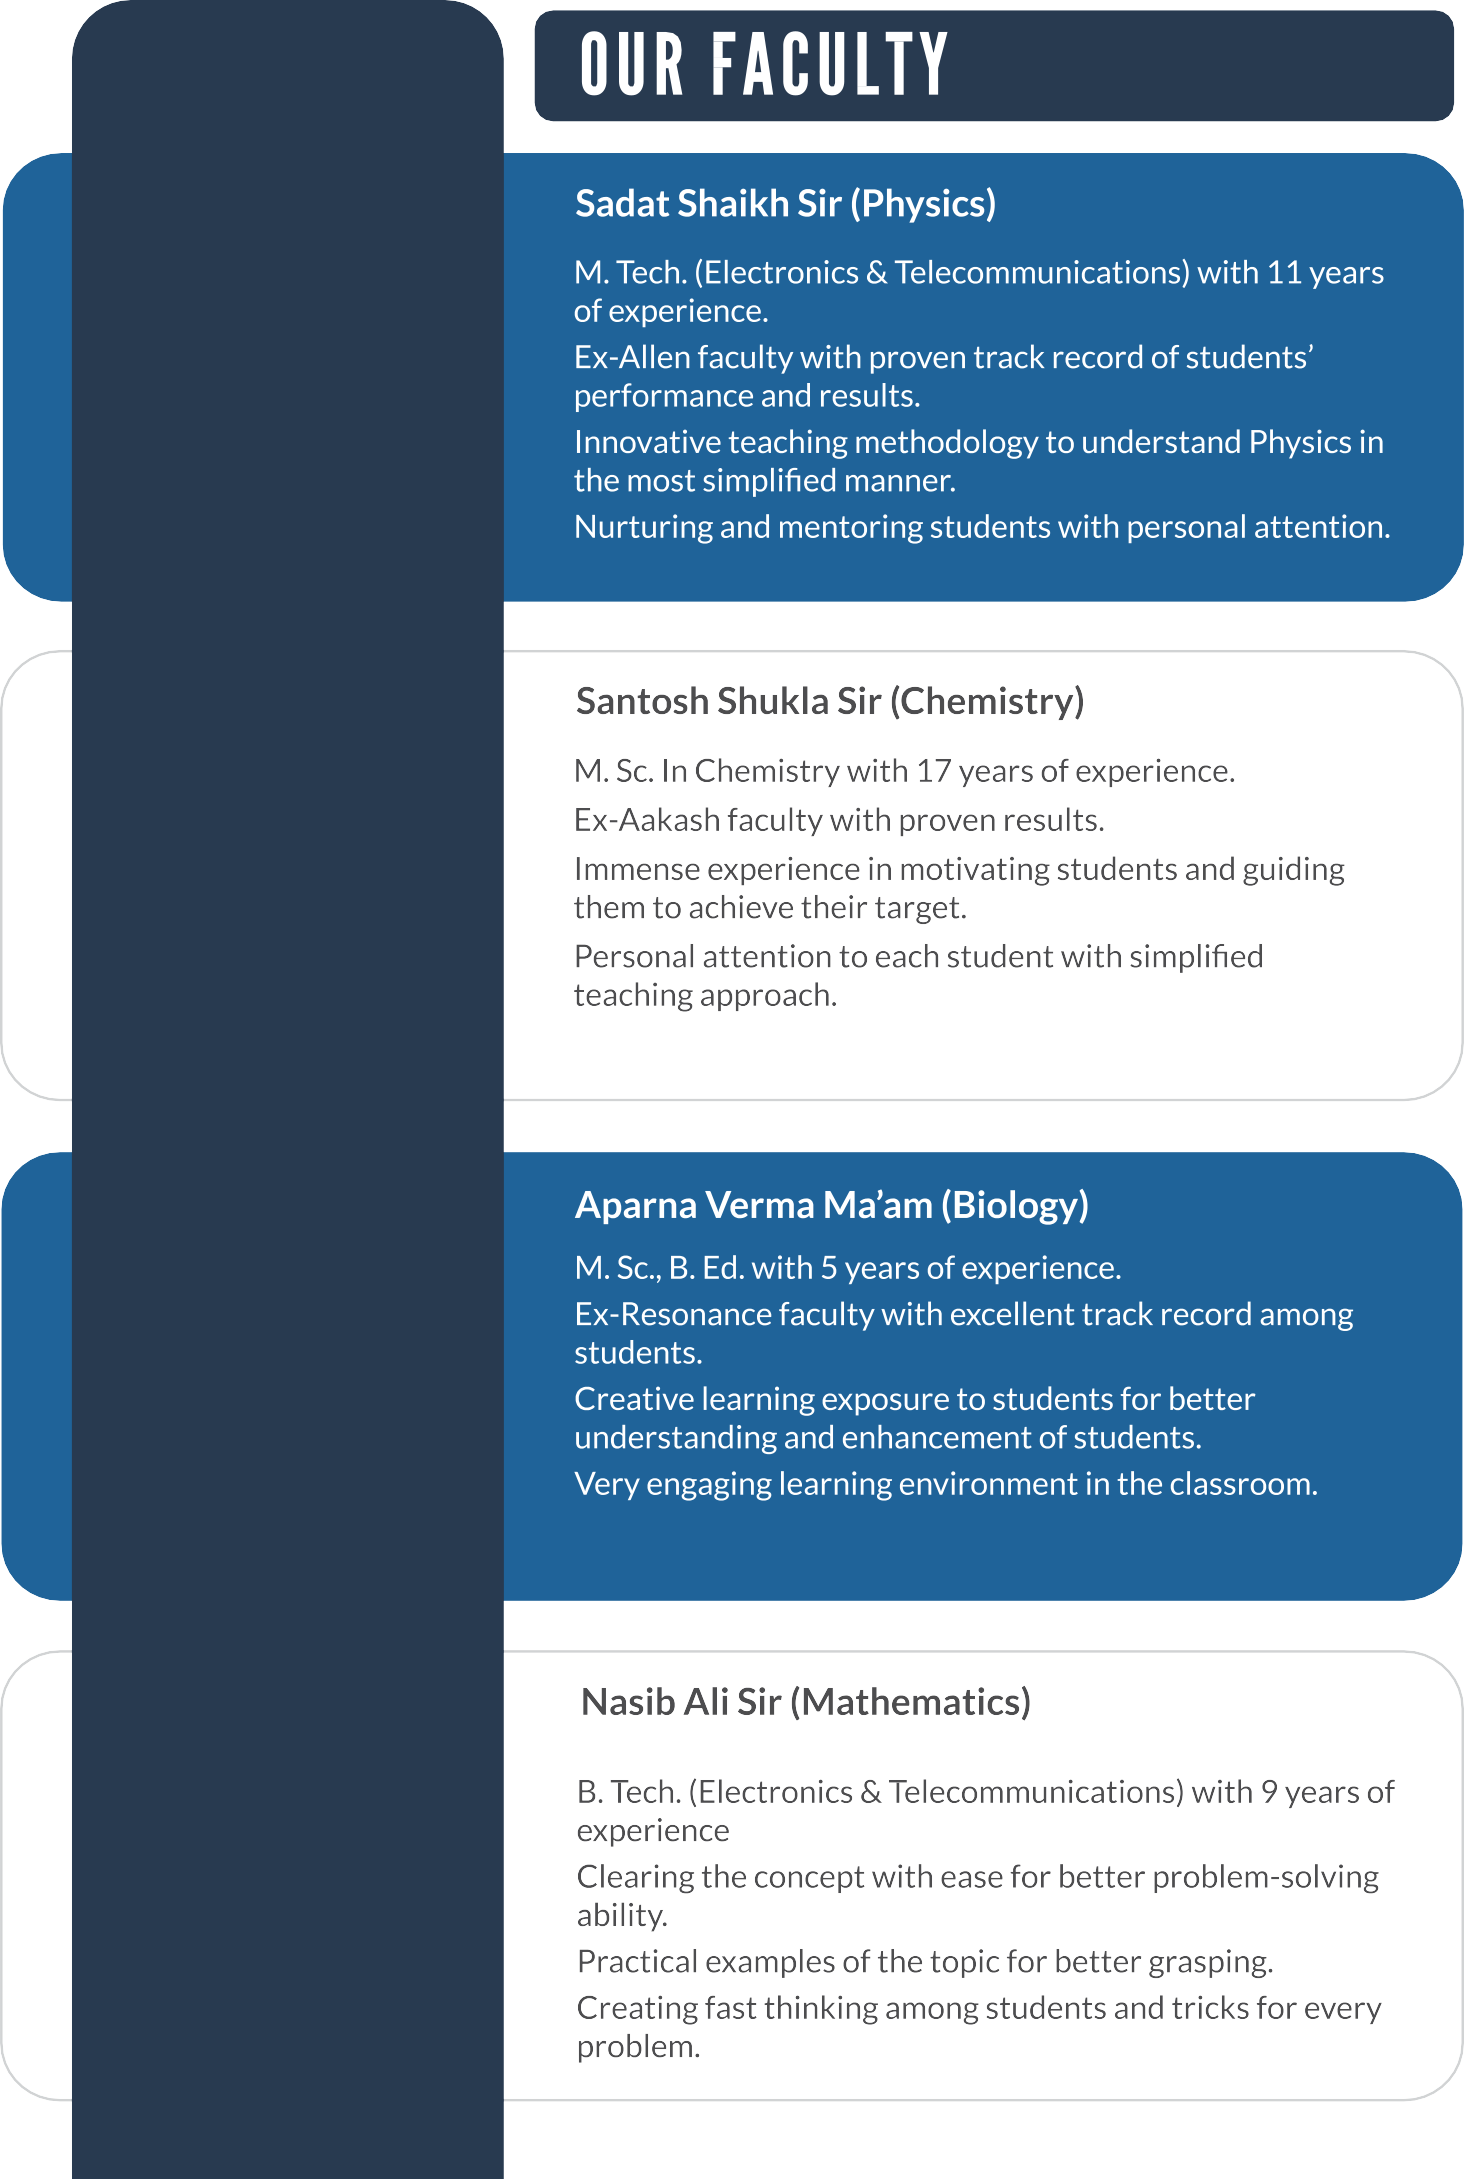 OUR FACULTY
Sadat Shaikh Sir (Physics)
M. Tech. (Electronics & Telecommunications) with 11 years
of experience.
Ex-Allen faculty with proven track record of students’
performance and results.
Innovative teaching methodology to understand Physics in
the most simplified manner.
Nurturing and mentoring students with personal attention.
Santosh Shukla Sir (Chemistry)
M. Sc. In Chemistry with 17 years of experience.
Ex-Aakash faculty with proven results.
Immense experience in motivating students and guiding
them to achieve their target.
Personal attention to each student with simplified
teaching approach.
Aparna Verma Ma’am (Biology)
M. Sc., B. Ed. with 5 years of experience.
Ex-Resonance faculty with excellent track record among
students.
Creative learning exposure to students for better
understanding and enhancement of students.
Very engaging learning environment in the classroom.
Nasib Ali Sir (Mathematics)
B. Tech. (Electronics & Telecommunications) with 9 years of
experience
Clearing the concept with ease for better problem-solving
ability.
Practical examples of the topic for better grasping.
Creating fast thinking among students and tricks for every
problem.